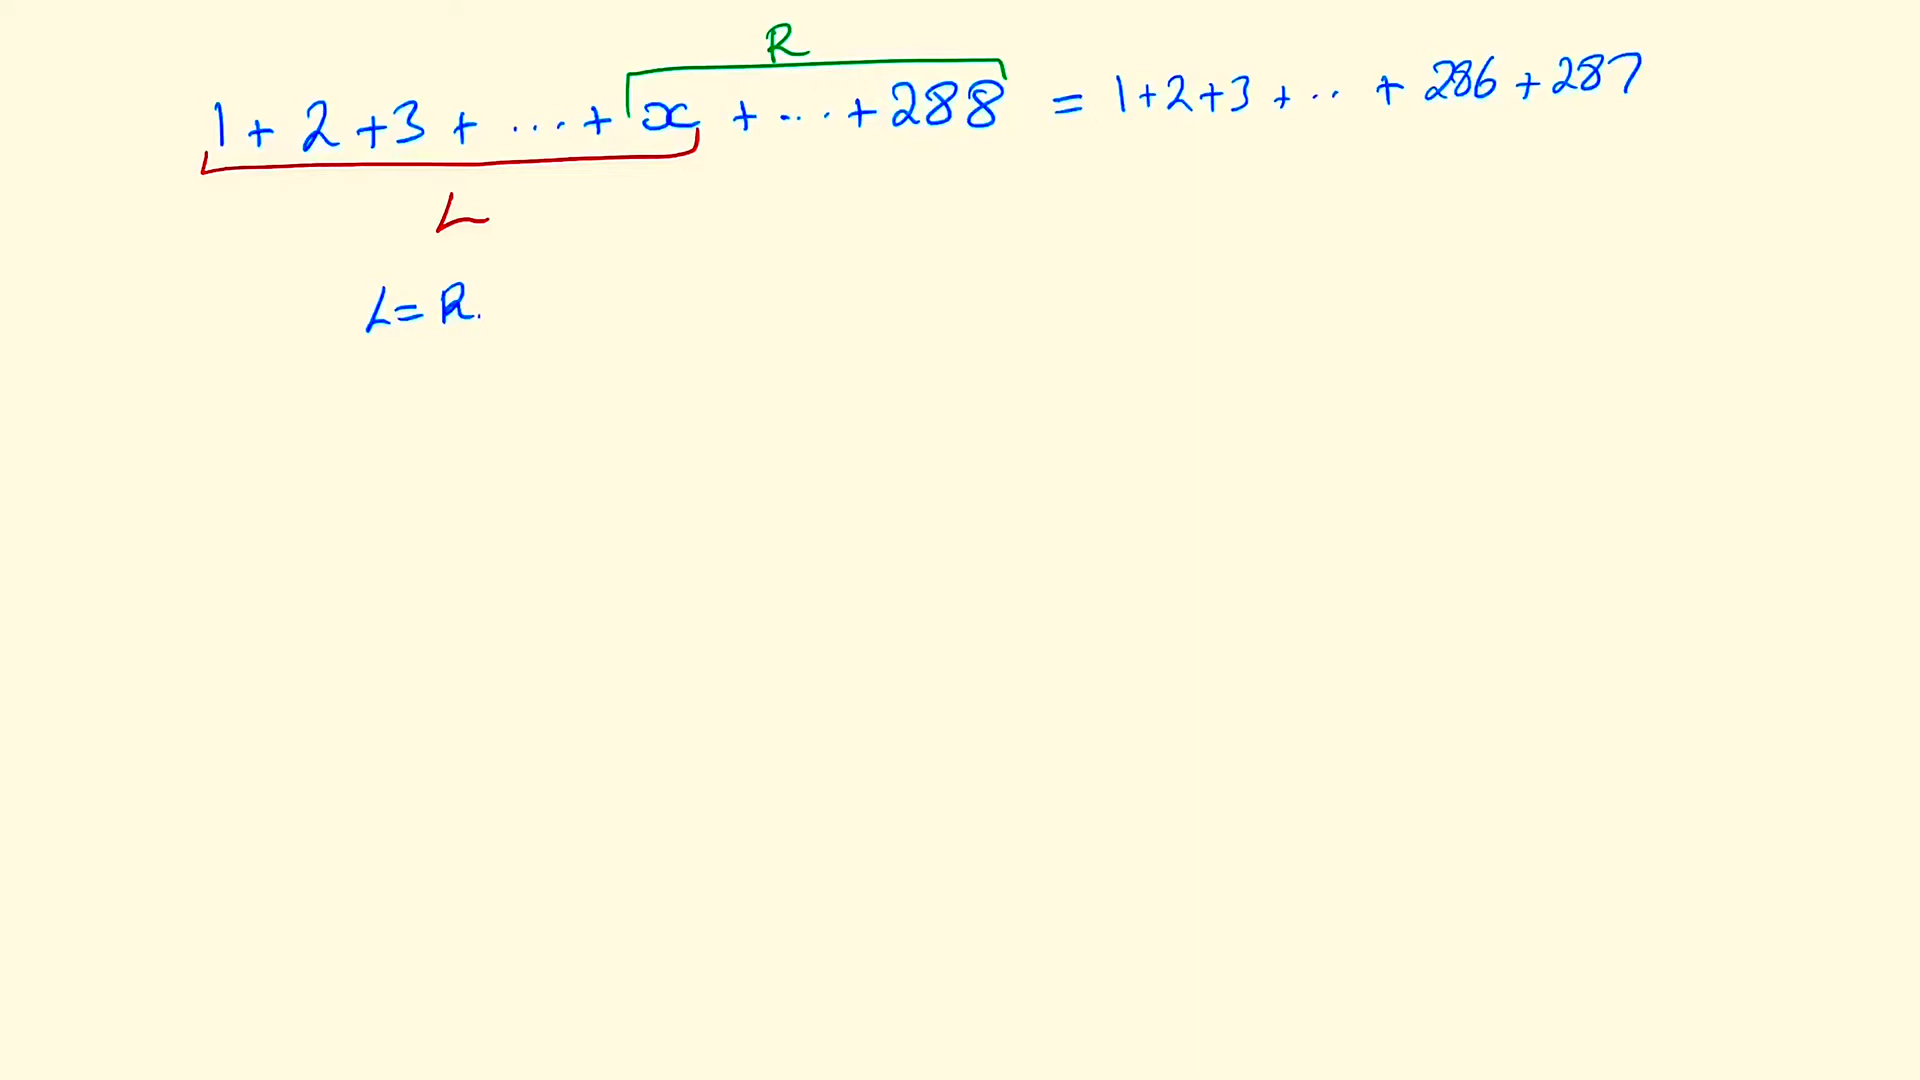 R
1 + 2 + 3 + ... + x + ... + 288 = 1 + 2 + 3 + .. + 286 + 287
L
L = R.